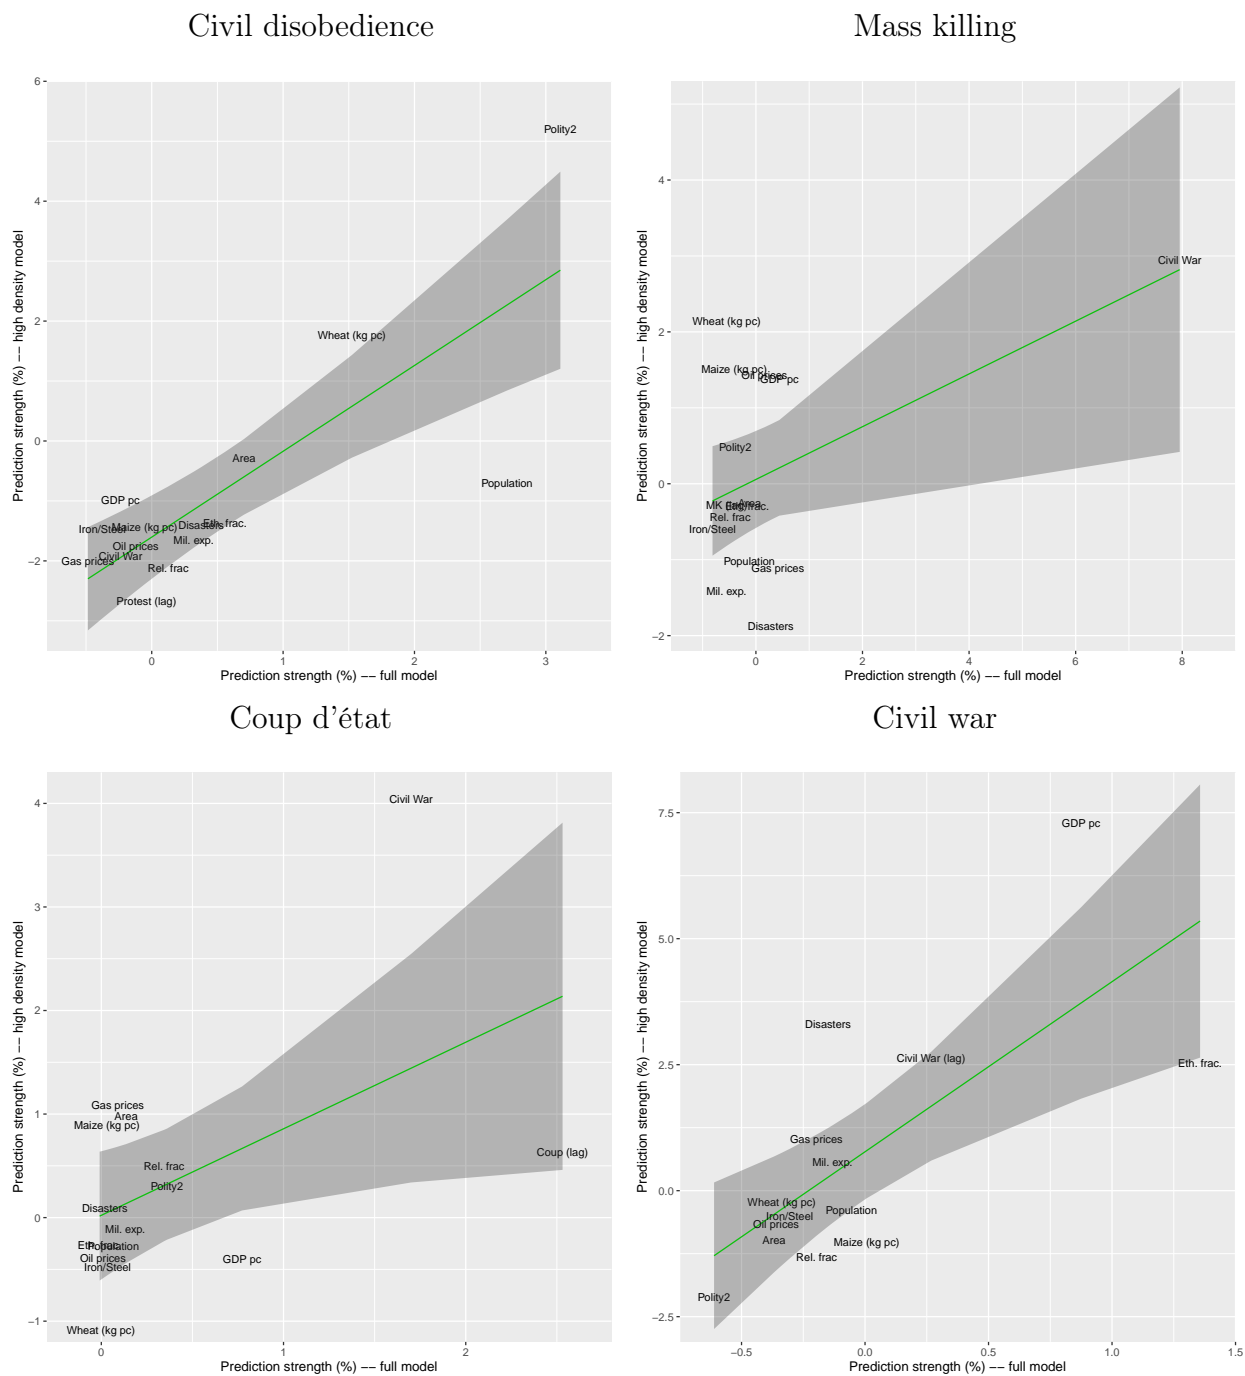 Civil disobedience
Mass killing
6
4
2
0
−2
Prediction strength (%) −− high density model
Polity2
Wheat (kg pc)
Area
Population
GDP pc
Iron/Steel
Maize (kg pc)
Disasters
Eth. frac.
Mil. exp.
Oil prices
Civil War
Gas prices
Rel. frac
Protest (lag)
0
1
2
3
Prediction strength (%) −− full model
4
2
0
−2
Prediction strength (%) −− high density model
Civil War
Wheat (kg pc)
Maize (kg pc)
Oil prices
GDP pc
Polity2
Area
Eth. frac.
Rel. frac
Iron/Steel
Population
Gas prices
Mil. exp.
Disasters
0
2
4
6
8
Prediction strength (%) −− full model
Coup d'état
Civil war
4
3
2
1
0
−1
Prediction strength (%) −− high density model
Civil War
Gas prices
Area
Maize (kg pc)
Coup (lag)
Rel. frac
Polity2
Disasters
Mil. exp.
Eth. frac.
Population
Oil prices
GDP pc
Iron/Steel
Wheat (kg pc)
0
1
2
Prediction strength (%) −− full model
7.5
5.0
2.5
0.0
−2.5
Prediction strength (%) −− high density model
GDP pc
Disasters
Civil War (lag)
Eth. frac.
Gas prices
Mil. exp.
Wheat (kg pc)
Population
Iron/Steel
Oil prices
Area
Maize (kg pc)
Rel. frac
Polity2
−0.5
0.0
0.5
1.0
1.5
Prediction strength (%) −− full model